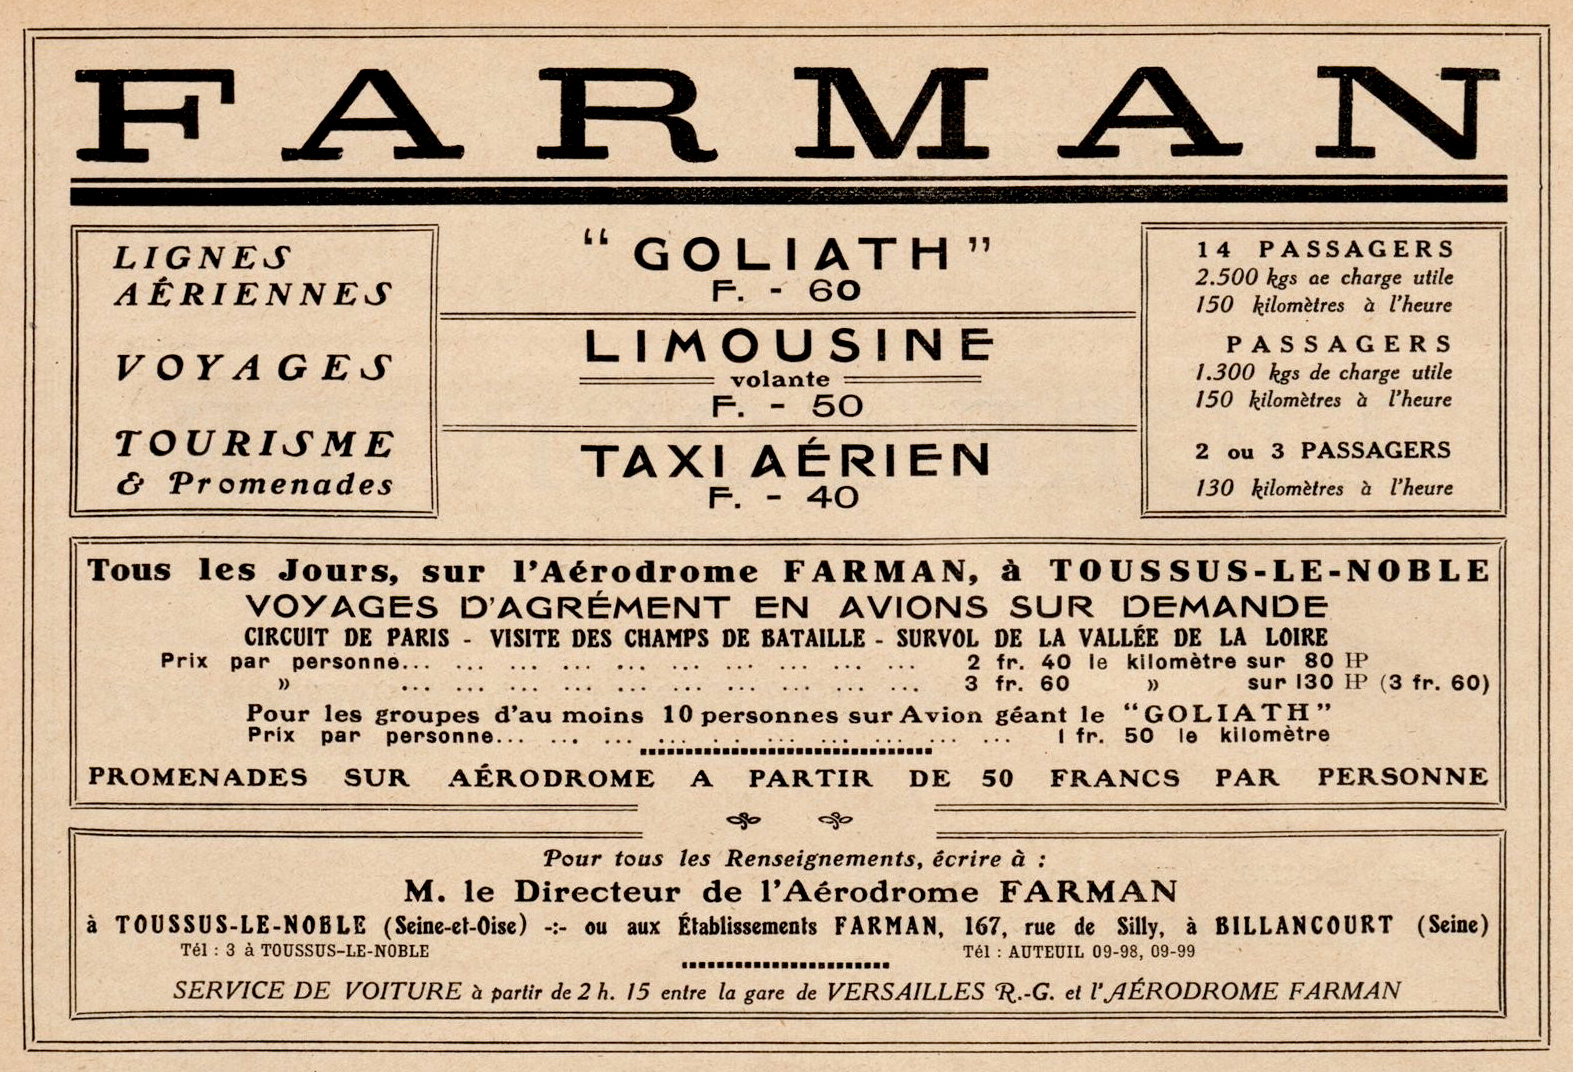 FARMAN
LIGNES
AÉRIENNES
VOYAGES
TOURISME
& Promenades
“GOLIATH”
F. - 60
LIMOUSINE
volante
F. - 50
TAXI AÉRIEN
F. - 40
14 PASSAGERS
2.500 kgs ae charge utile
150 kilomètres à l'heure
PASSAGERS
1.300 kgs de charge utile
150 kilomètres à l'heure
2 ou 3 PASSAGERS
130 kilomètres à l'heure
Tous les Jours, sur l'Aérodrome FARMAN, à TOUSSUS-LE-NOBLE
VOYAGES D'AGRÉMENT EN AVIONS SUR DEMANDE
CIRCUIT DE PARIS - VISITE DES CHAMPS DE BATAILLE - SURVOL DE LA VALLÉE DE LA LOIRE
Prix par personne... ... ... ... ... ... ... ... ... ... 2 fr. 40 le kilomètre sur 80 HP
» ... ... ... ... ... ... ... ... ... ... 3 fr. 60 » sur 130 HP (3 fr. 60)
Pour les groupes d'au moins 10 personnes sur Avion géant le “GOLIATH”
Prix par personne... ... ... ... ... ... ... ... ... ... 1 fr. 50 le kilomètre
PROMENADES SUR AÉRODROME A PARTIR DE 50 FRANCS PAR PERSONNE
Pour tous les Renseignements, écrire à :
M. le Directeur de l'Aérodrome FARMAN
à TOUSSUS-LE-NOBLE (Seine-et-Oise) -:- ou aux Établissements FARMAN, 167, rue de Silly, à BILLANCOURT (Seine)
Tél : 3 à TOUSSUS-LE-NOBLE Tél : AUTEUIL 09-98, 09-99
SERVICE DE VOITURE à partir de 2 h. 15 entre la gare de VERSAILLES R.-G. et l'AÉRODROME FARMAN